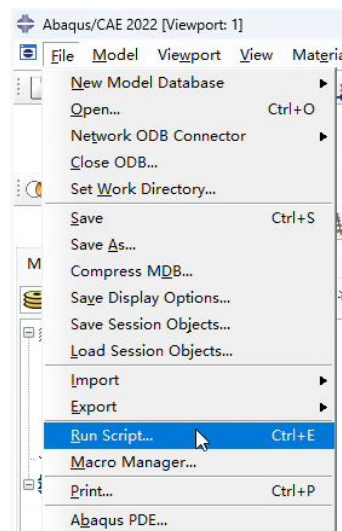 Abaqus/CAE 2022 [Viewport: 1]
File Model Viewport View
New Model Database
Open... Ctrl+O
Network ODB Connector
Close ODB...
Set Work Directory...
Save Ctrl+S
Save As...
Compress MDB...
Save Display Options...
Save Session Objects...
Load Session Objects...
Import
Export
Run Script... Ctrl+E
Macro Manager...
Print... Ctrl+P
Abaqus PDE...